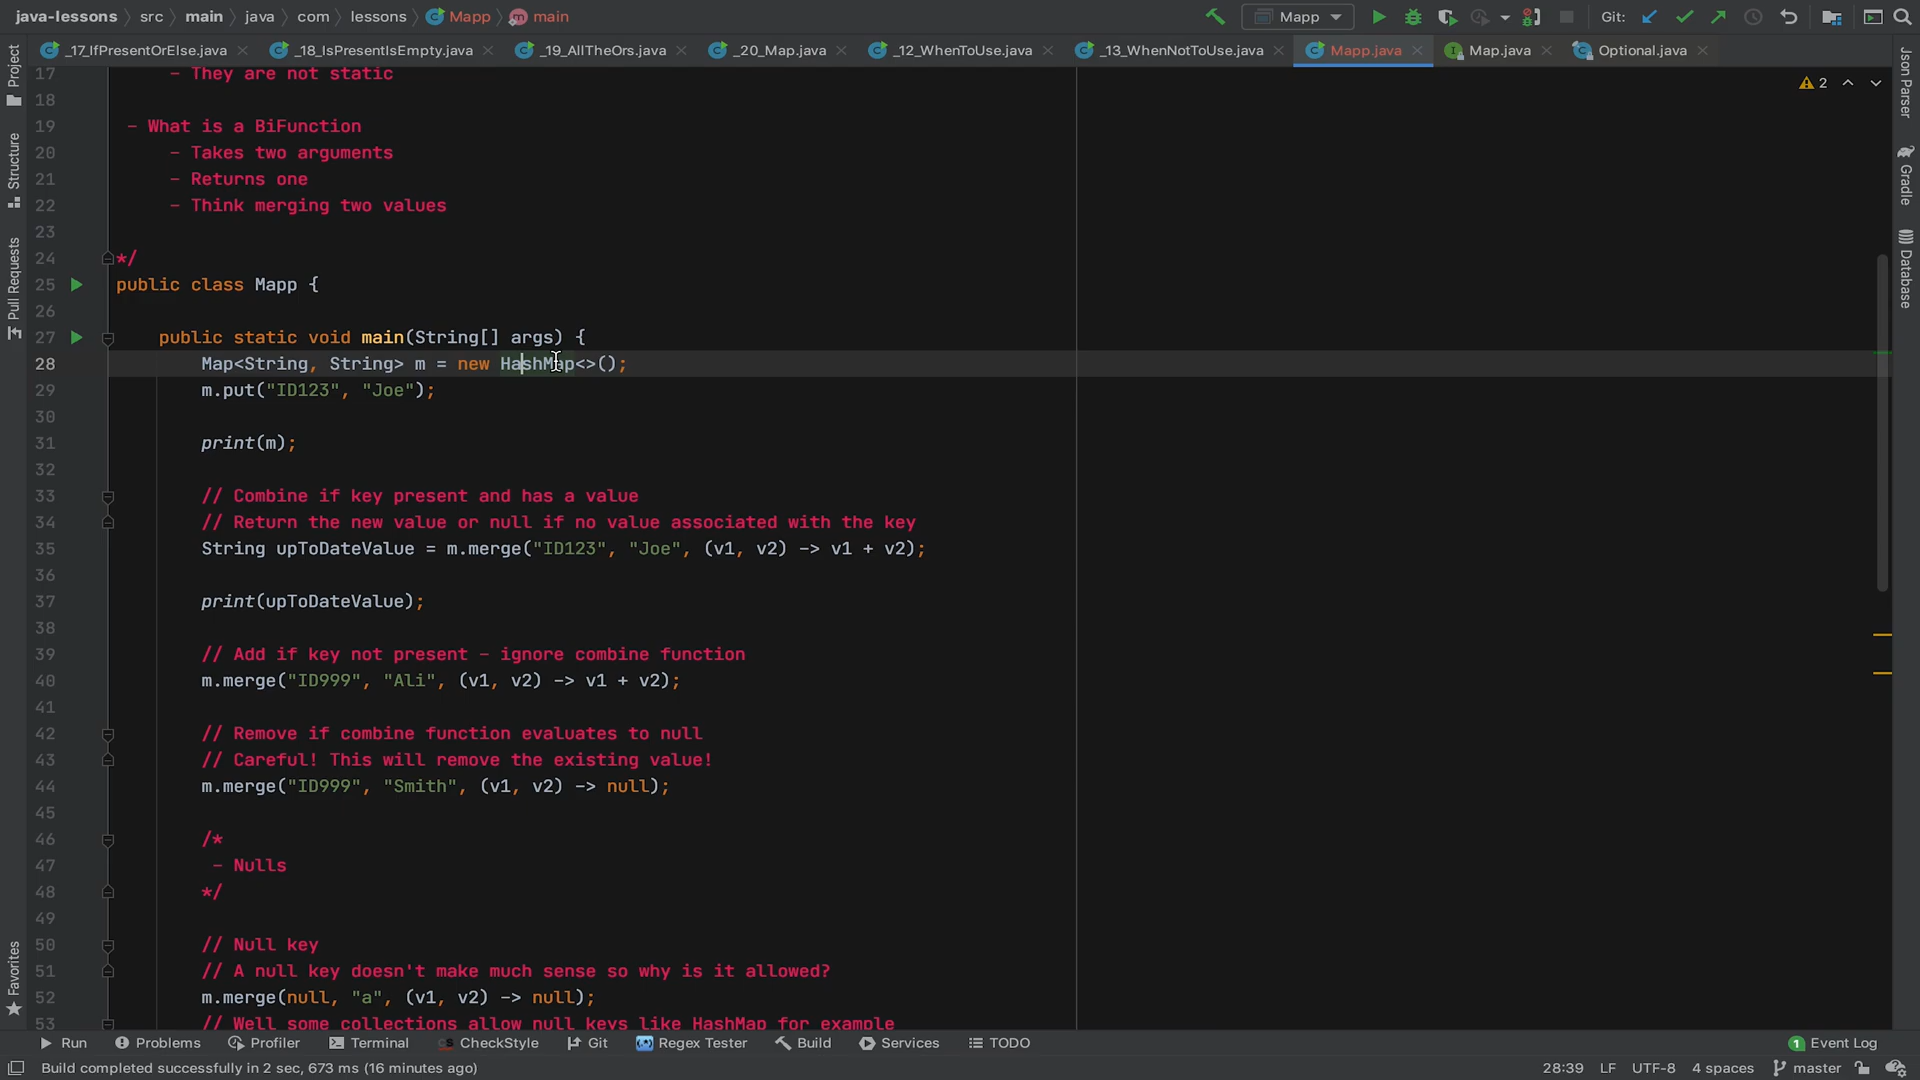 java-lessons
src
main
java
com
lessons
Mapp
main
Mapp
Git:
_17_IfPresentOrElse.java
_18_IsPresentIsEmpty.java
_19_AllTheOrs.java
_20_Map.java
_12_WhenToUse.java
_13_WhenNotToUse.java
Mapp.java
Map.java
Optional.java
Project
Structure
Pull Requests
Favorites
Json Parser
Gradle
Database
2
17 - They are not static
18
19 - What is a BiFunction
20 - Takes two arguments
21 - Returns one
22 - Think merging two values
23
24 */
25 public class Mapp {
26
27 public static void main(String[] args) {
28 Map<String, String> m = new HashMap<>();
29 m.put("ID123", "Joe");
30
31 print(m);
32
33 // Combine if key present and has a value
34 // Return the new value or null if no value associated with the key
35 String upToDateValue = m.merge("ID123", "Joe", (v1, v2) -> v1 + v2);
36
37 print(upToDateValue);
38
39 // Add if key not present - ignore combine function
40 m.merge("ID999", "Ali", (v1, v2) -> v1 + v2);
41
42 // Remove if combine function evaluates to null
43 // Careful! This will remove the existing value!
44 m.merge("ID999", "Smith", (v1, v2) -> null);
45
46 /*
47 - Nulls
48 */
49
50 // Null key
51 // A null key doesn't make much sense so why is it allowed?
52 m.merge(null, "a", (v1, v2) -> null);
53 // Well some collections allow null keys like HashMap for example
Run
Problems
Profiler
Terminal
CheckStyle
Git
Regex Tester
Build
Services
TODO
1 Event Log
Build completed successfully in 2 sec, 673 ms (16 minutes ago)
28:39
LF
UTF-8
4 spaces
master